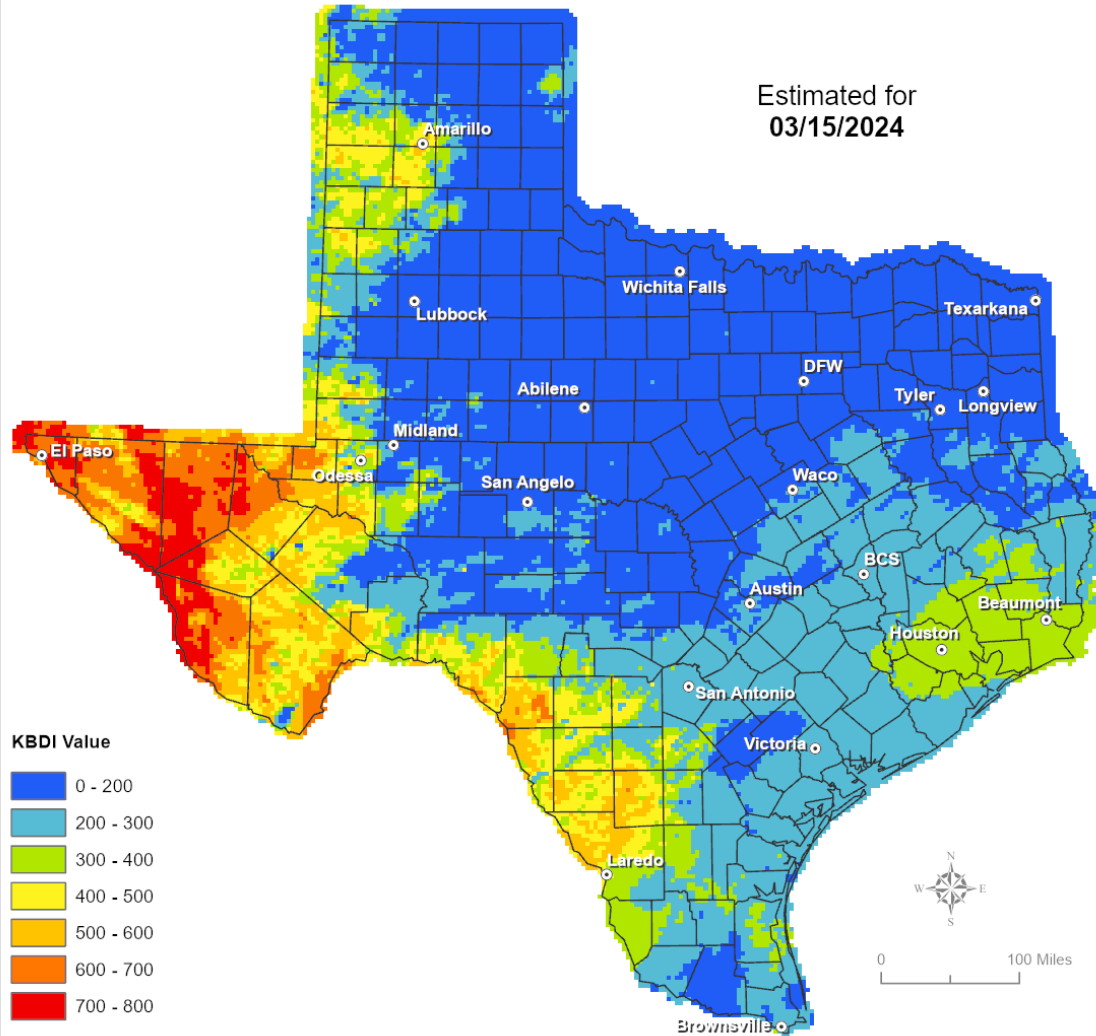 Estimated for
03/15/2024
Amarillo
Wichita Falls
Lubbock
Texarkana
DFW
Abilene
Tyler
Longview
Midland
El Paso
Odessa
San Angelo
Waco
BCS
Austin
Beaumont
Houston
San Antonio
Victoria
Laredo
Brownsville
KBDI Value
0 - 200
200 - 300
300 - 400
400 - 500
500 - 600
600 - 700
700 - 800
N
W E
S
0 100 Miles